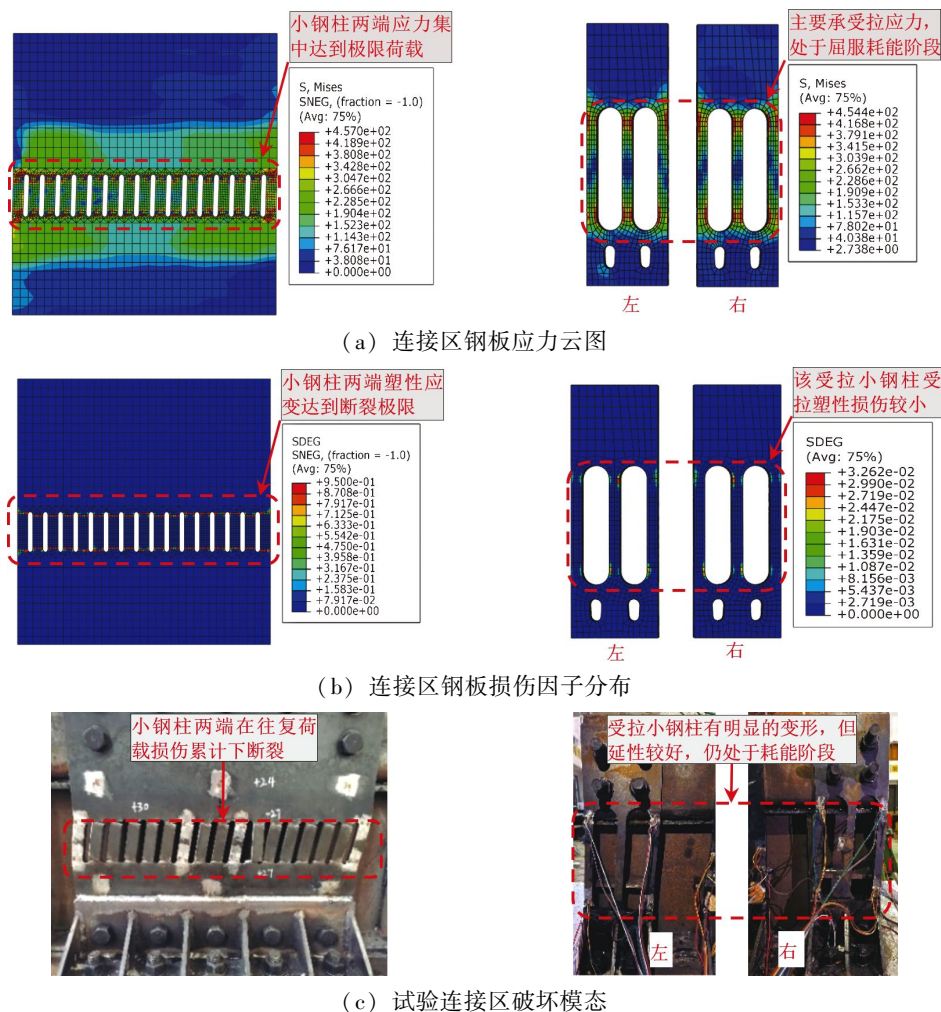 小钢柱两端应力集
中达到极限荷载
S, Mises
SNEG, (fraction = -1.0)
(Avg: 75%)
+4.570e+02
+4.189e+02
+3.808e+02
+3.428e+02
+3.047e+02
+2.666e+02
+2.285e+02
+1.904e+02
+1.523e+02
+1.143e+02
+7.617e+01
+3.808e+01
+0.000e+00
主要承受拉应力，
处于屈服耗能阶段
S, Mises
(Avg: 75%)
+4.544e+02
+4.168e+02
+3.791e+02
+3.415e+02
+3.039e+02
+2.662e+02
+2.286e+02
+1.909e+02
+1.533e+02
+1.157e+02
+7.802e+01
+4.038e+01
+2.738e+00
左
右
(a) 连接区钢板应力云图
小钢柱两端塑性应
变达到断裂极限
SDEG
SNEG, (fraction = -1.0)
(Avg: 75%)
+9.500e-01
+8.708e-01
+7.917e-01
+7.125e-01
+6.333e-01
+5.542e-01
+4.750e-01
+3.958e-01
+3.167e-01
+2.375e-01
+1.583e-01
+7.917e-02
+0.000e+00
该受拉小钢柱受
拉塑性损伤较小
SDEG
(Avg: 75%)
+3.262e-02
+2.990e-02
+2.719e-02
+2.447e-02
+2.175e-02
+1.903e-02
+1.631e-02
+1.359e-02
+1.087e-02
+8.156e-03
+5.437e-03
+2.719e-03
+0.000e+00
左
右
(b) 连接区钢板损伤因子分布
小钢柱两端在往复荷
载损伤累计下断裂
+24
+30
-27
受拉小钢柱有明显的变形，但
延性较好，仍处于耗能阶段
左
右
(c) 试验连接区破坏模态